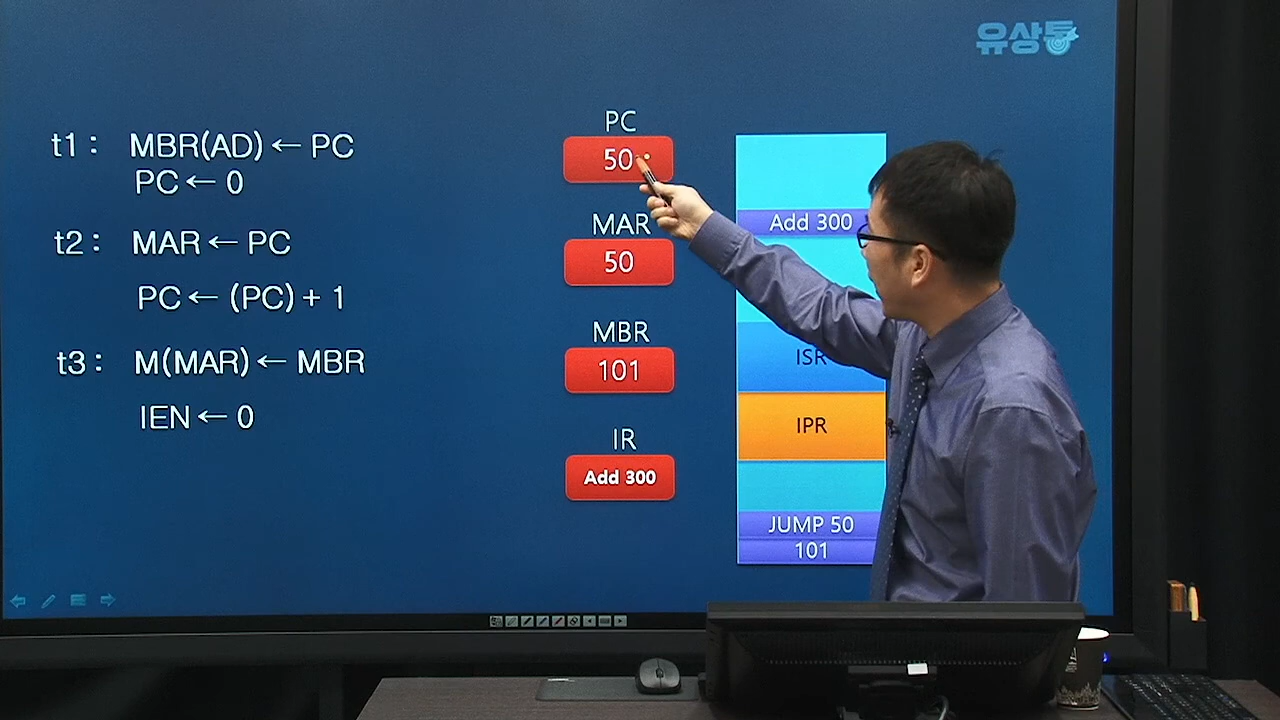 유상통
t1 : MBR(AD) ← PC
PC ← 0
t2 : MAR ← PC
PC ← (PC) + 1
t3 : M(MAR) ← MBR
IEN ← 0
PC
50
MAR
50
MBR
101
IR
Add 300
Add 300
ISR
IPR
JUMP 50
101